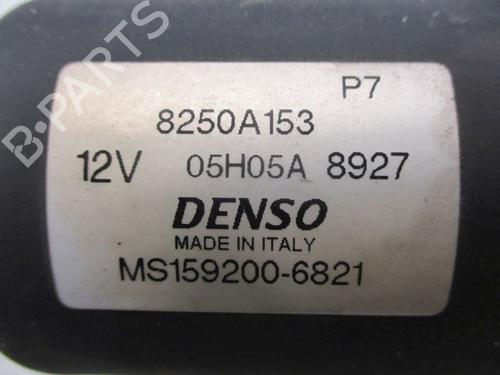 B-PARTS
P7
8250A153
12V 05H05A 8927
DENSO
MADE IN ITALY
MS159200-6821